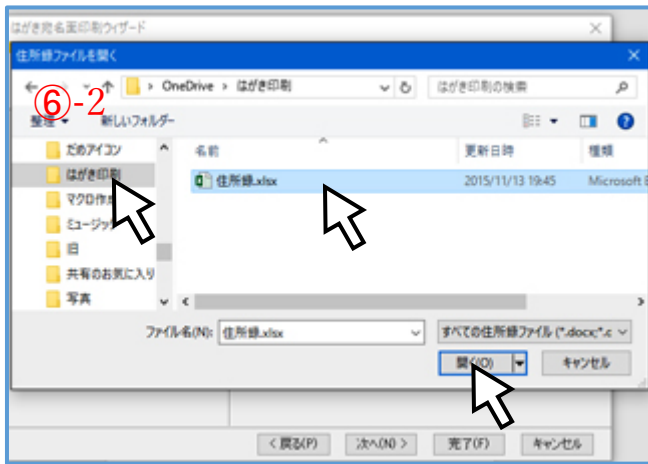 はがき宛名面印刷ウィザード
住所録ファイルを開く
OneDrive › はがき印刷
はがき印刷の検索
⑥-2
整理
新しいフォルダー
だめアイコン
名前
更新日時
種類
はがき印刷
住所録.xlsx
2015/11/13 19:45
Microsoft E
マクロ作
ミュージック
旧
共有のお気に入り
写真
ファイル名(N):
住所録.xlsx
すべての住所録ファイル (*.docx;*.c
開く(O)
キャンセル
< 戻る(P)
次へ(N) >
完了(F)
キャンセル